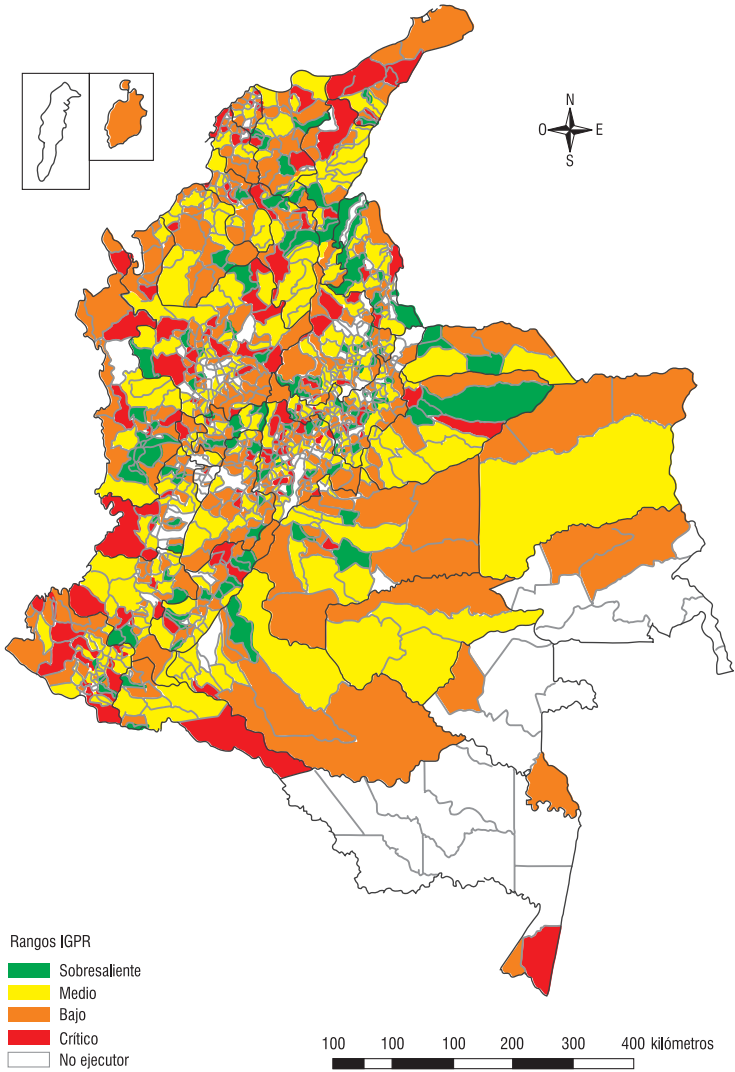 N
O E
S
Rangos IGPR
Sobresaliente
Medio
Bajo
Crítico
No ejecutor
100 100 100 200 300 400 kilómetros